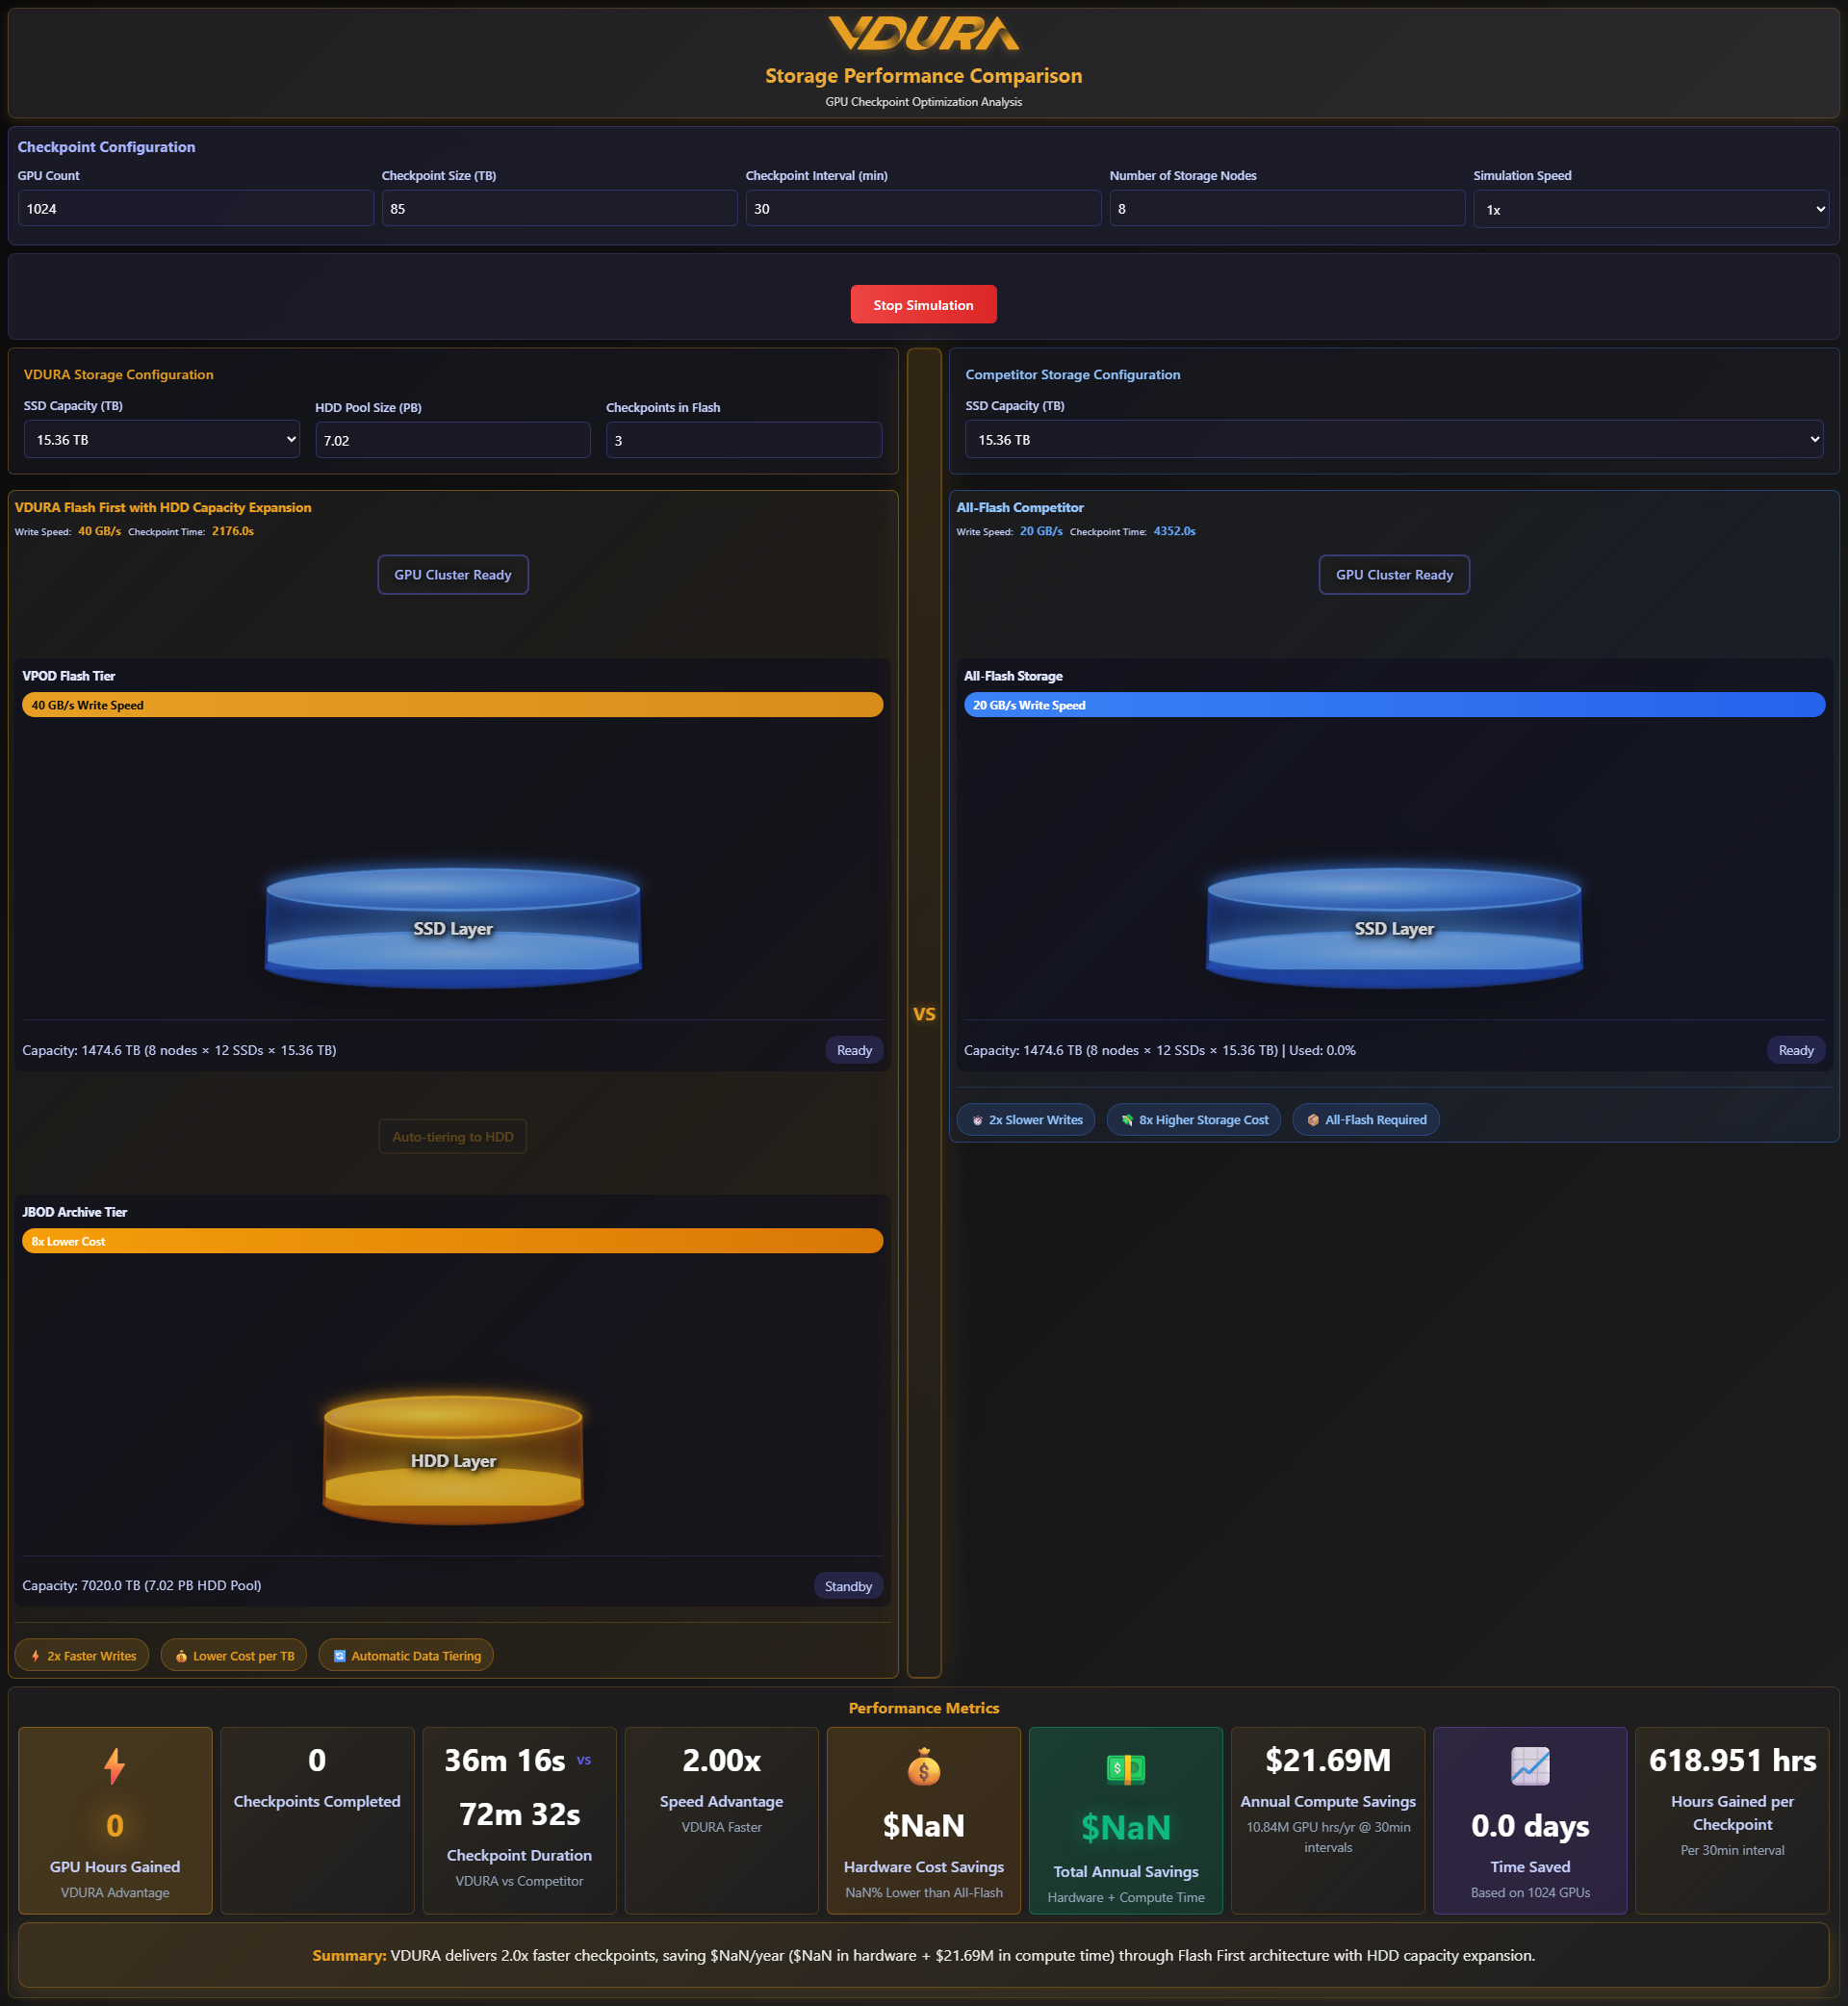 VDURA
Storage Performance Comparison
GPU Checkpoint Optimization Analysis
Checkpoint Configuration
GPU Count
1024
Checkpoint Size (TB)
85
Checkpoint Interval (min)
30
Number of Storage Nodes
8
Simulation Speed
1x
Stop Simulation
VDURA Storage Configuration
SSD Capacity (TB)
15.36 TB
HDD Pool Size (PB)
7.02
Checkpoints in Flash
3
VDURA Flash First with HDD Capacity Expansion
Write Speed: 40 GB/s Checkpoint Time: 2176.0s
GPU Cluster Ready
VPOD Flash Tier
40 GB/s Write Speed
SSD Layer
Capacity: 1474.6 TB (8 nodes × 12 SSDs × 15.36 TB)
Ready
Auto-tiering to HDD
JBOD Archive Tier
8x Lower Cost
HDD Layer
Capacity: 7020.0 TB (7.02 PB HDD Pool)
Standby
2x Faster Writes
Lower Cost per TB
Automatic Data Tiering
VS
Competitor Storage Configuration
SSD Capacity (TB)
15.36 TB
All-Flash Competitor
Write Speed: 20 GB/s Checkpoint Time: 4352.0s
GPU Cluster Ready
All-Flash Storage
20 GB/s Write Speed
SSD Layer
Capacity: 1474.6 TB (8 nodes × 12 SSDs × 15.36 TB) | Used: 0.0%
Ready
2x Slower Writes
8x Higher Storage Cost
All-Flash Required
Performance Metrics
0
GPU Hours Gained
VDURA Advantage
0
Checkpoints Completed
36m 16s vs
72m 32s
Checkpoint Duration
VDURA vs Competitor
2.00x
Speed Advantage
VDURA Faster
$NaN
Hardware Cost Savings
NaN% Lower than All-Flash
$NaN
Total Annual Savings
Hardware + Compute Time
$21.69M
Annual Compute Savings
10.84M GPU hrs/yr @ 30min
intervals
0.0 days
Time Saved
Based on 1024 GPUs
618.951 hrs
Hours Gained per
Checkpoint
Per 30min interval
Summary: VDURA delivers 2.0x faster checkpoints, saving $NaN/year ($NaN in hardware + $21.69M in compute time) through Flash First architecture with HDD capacity expansion.